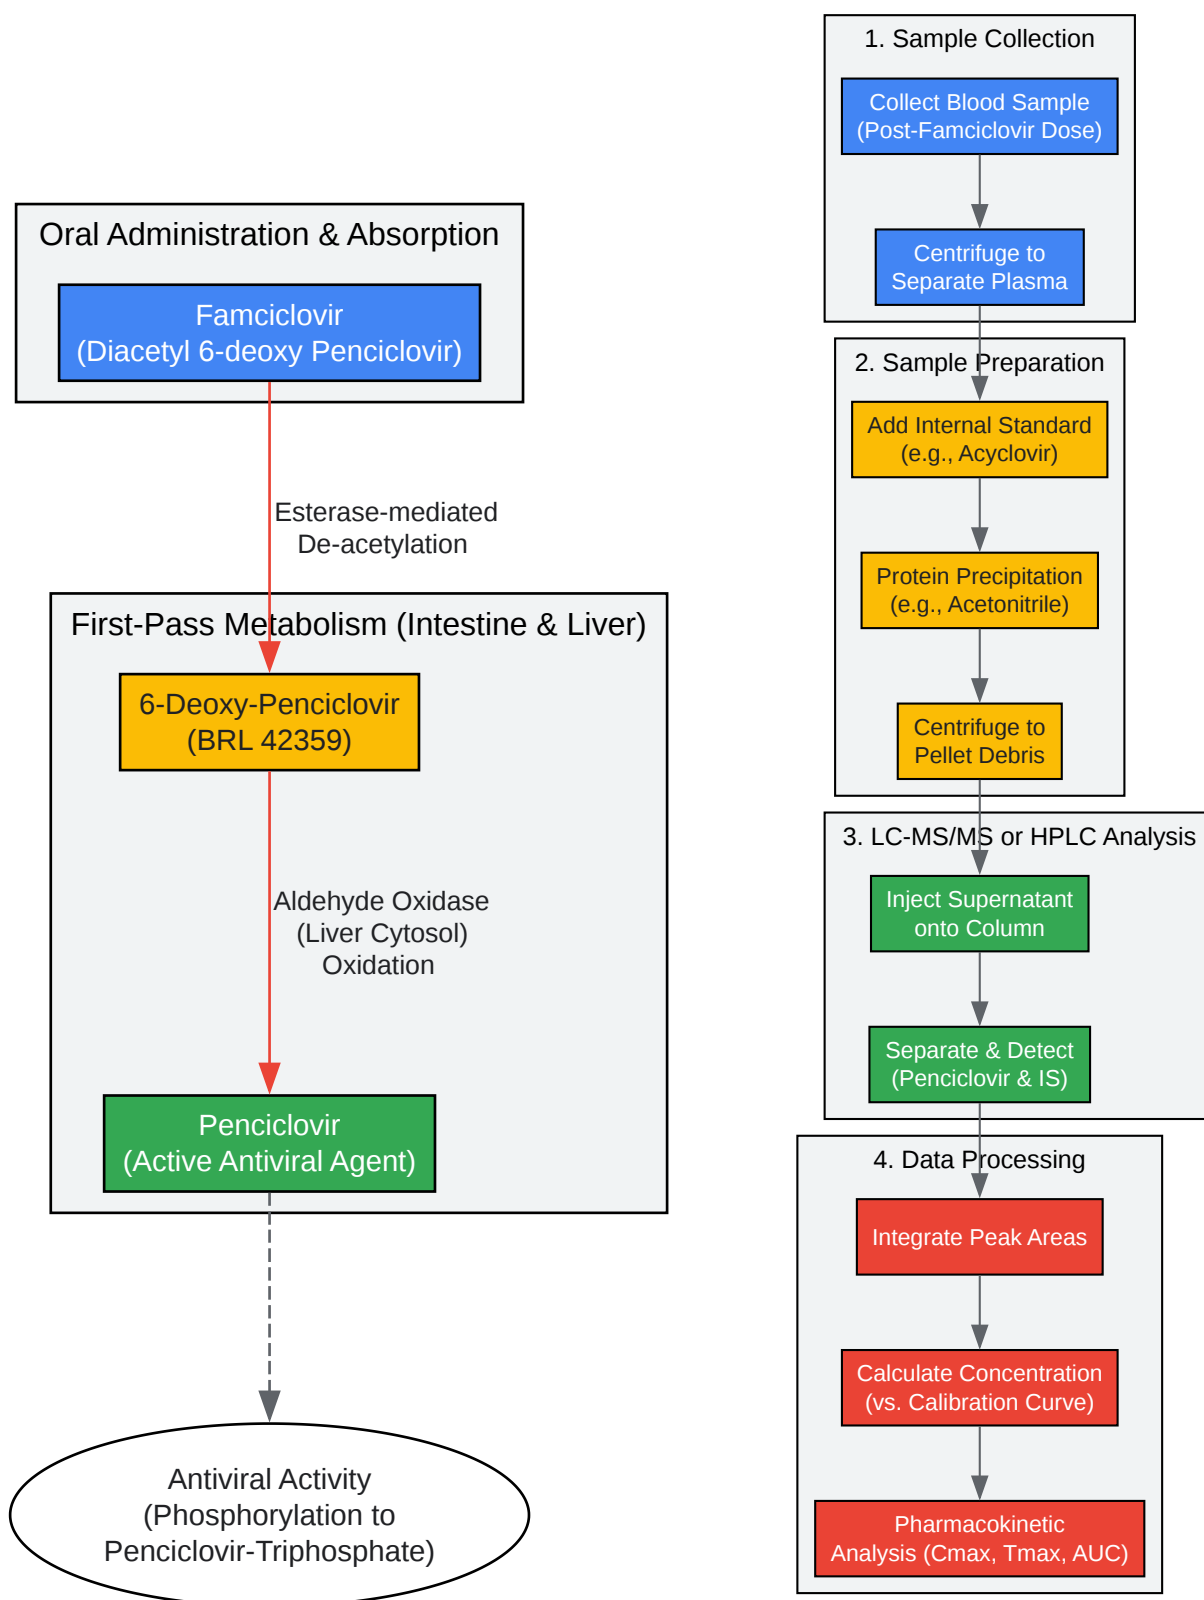 Oral Administration & Absorption
Famciclovir
(Diacetyl 6-deoxy Penciclovir)
Esterase-mediated
De-acetylation
First-Pass Metabolism (Intestine & Liver)
6-Deoxy-Penciclovir
(BRL 42359)
Aldehyde Oxidase
(Liver Cytosol)
Oxidation
Penciclovir
(Active Antiviral Agent)
Antiviral Activity
(Phosphorylation to
Penciclovir-Triphosphate)
1. Sample Collection
Collect Blood Sample
(Post-Famciclovir Dose)
Centrifuge to
Separate Plasma
2. Sample Preparation
Add Internal Standard
(e.g., Acyclovir)
Protein Precipitation
(e.g., Acetonitrile)
Centrifuge to
Pellet Debris
3. LC-MS/MS or HPLC Analysis
Inject Supernatant
onto Column
Separate & Detect
(Penciclovir & IS)
4. Data Processing
Integrate Peak Areas
Calculate Concentration
(vs. Calibration Curve)
Pharmacokinetic
Analysis (Cmax, Tmax, AUC)